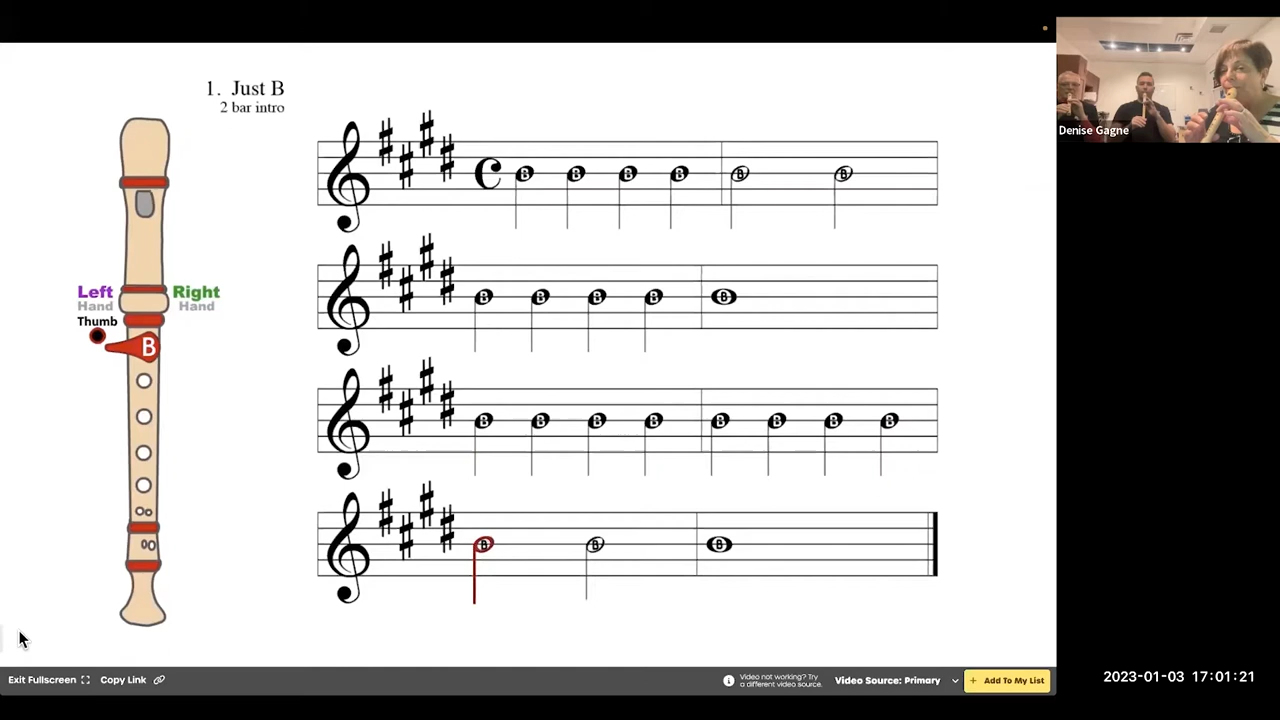 1. Just B
2 bar intro
Denise Gagne
B B B B B B
Left Right
Hand Hand
Thumb
B
B B B B B
B B B B B B B B
B B B
Exit Fullscreen Copy Link
Video not working? Try
a different video source.
Video Source: Primary
+ Add To My List
2023-01-03 17:01:21